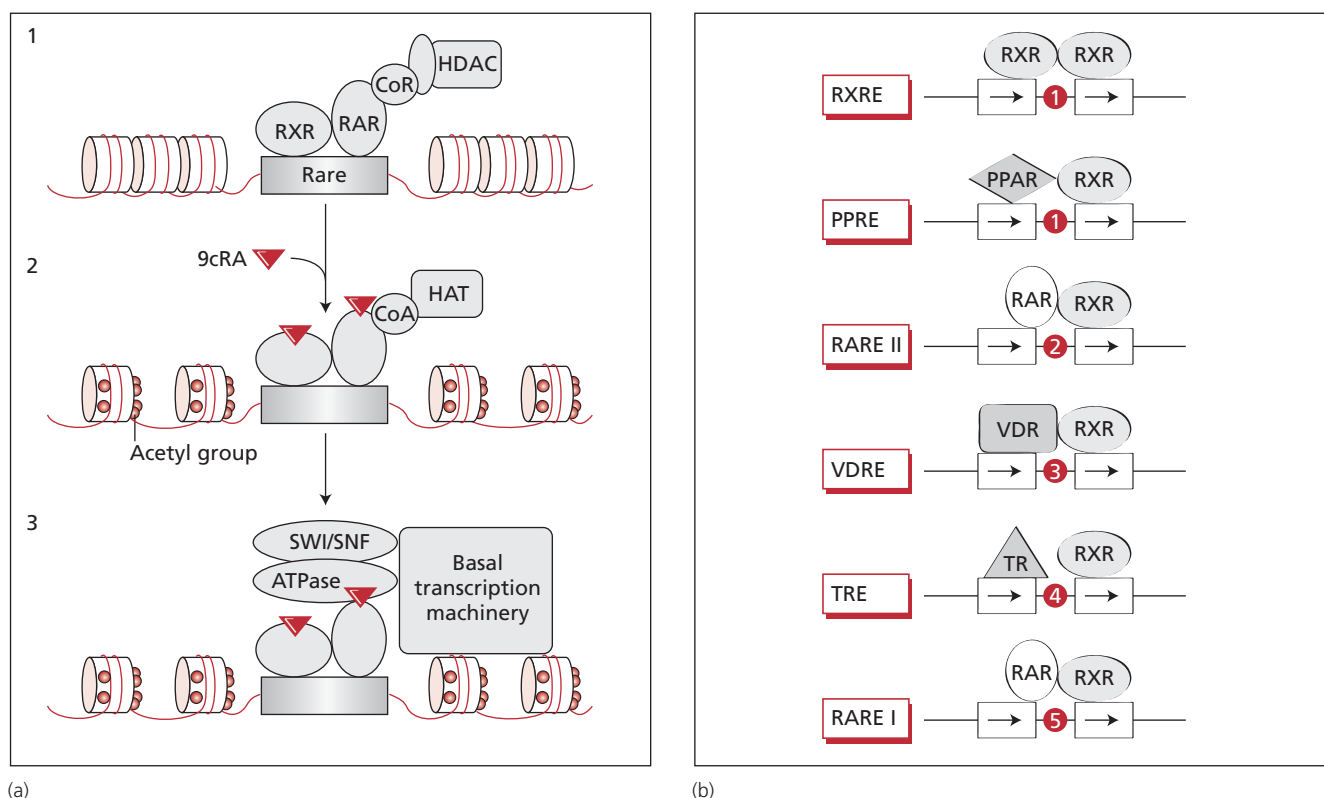 1
HDAC
CoR
RXR
RAR
Rare
9cRA
2
HAT
CoA
Acetyl group
3
SWI/SNF
ATPase
Basal
transcription
machinery
(a)
RXR RXR
RXRE
1
PPAR RXR
PPRE
1
RAR RXR
RARE II
2
VDR RXR
VDRE
3
TR RXR
TRE
4
RAR RXR
RARE I
5
(b)